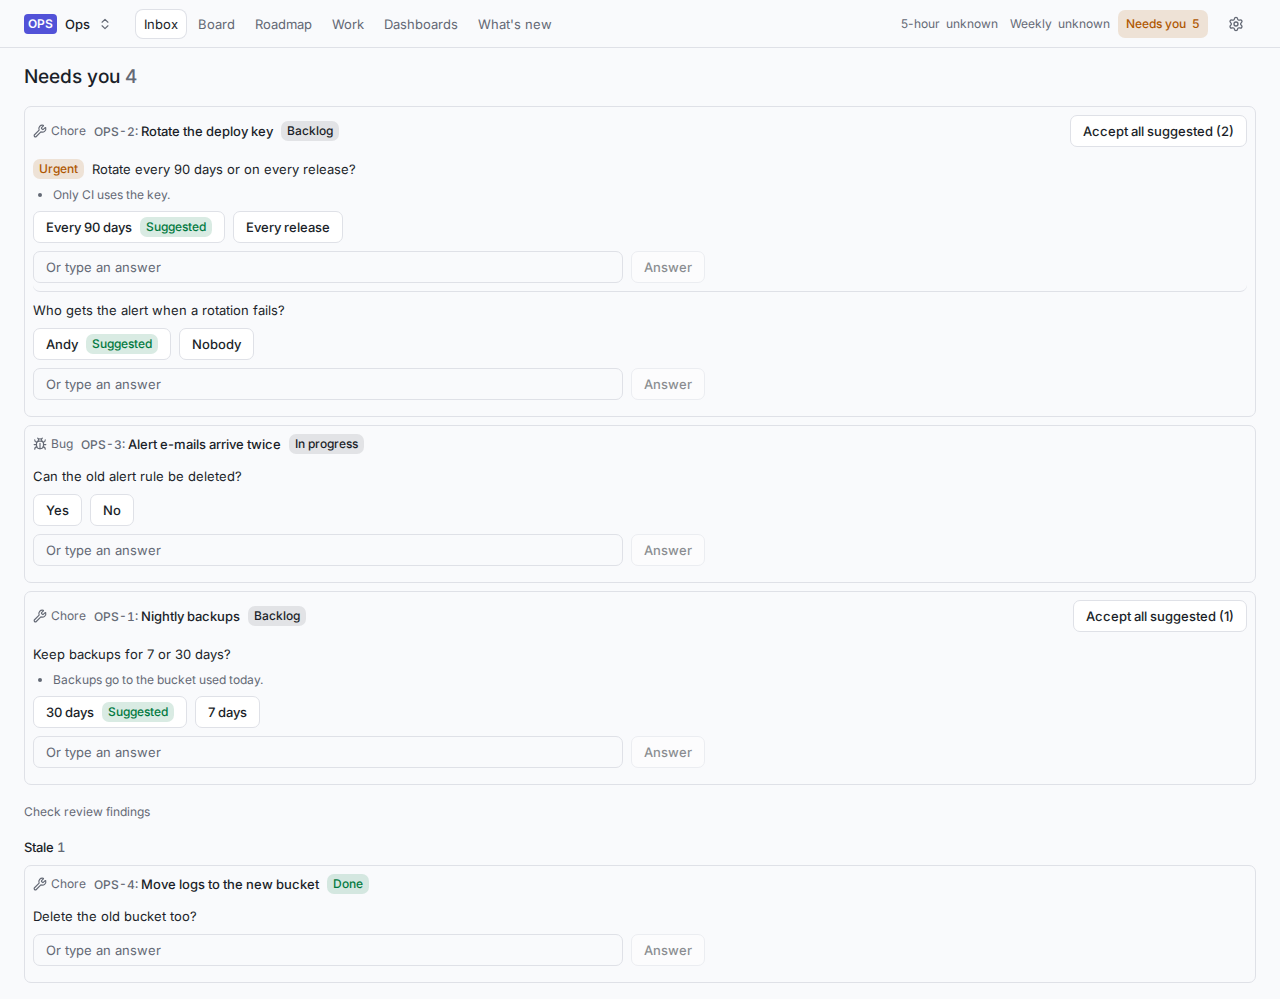 OPS Ops Inbox Board Roadmap Work Dashboards What's new 5-hour unknown Weekly unknown Needs you 5
Needs you 4
Chore OPS-2: Rotate the deploy key Backlog Accept all suggested (2)
Urgent Rotate every 90 days or on every release?
• Only CI uses the key.
Every 90 days Suggested Every release
Or type an answer Answer
Who gets the alert when a rotation fails?
Andy Suggested Nobody
Or type an answer Answer
Bug OPS-3: Alert e-mails arrive twice In progress
Can the old alert rule be deleted?
Yes No
Or type an answer Answer
Chore OPS-1: Nightly backups Backlog Accept all suggested (1)
Keep backups for 7 or 30 days?
• Backups go to the bucket used today.
30 days Suggested 7 days
Or type an answer Answer
Check review findings
Stale 1
Chore OPS-4: Move logs to the new bucket Done
Delete the old bucket too?
Or type an answer Answer